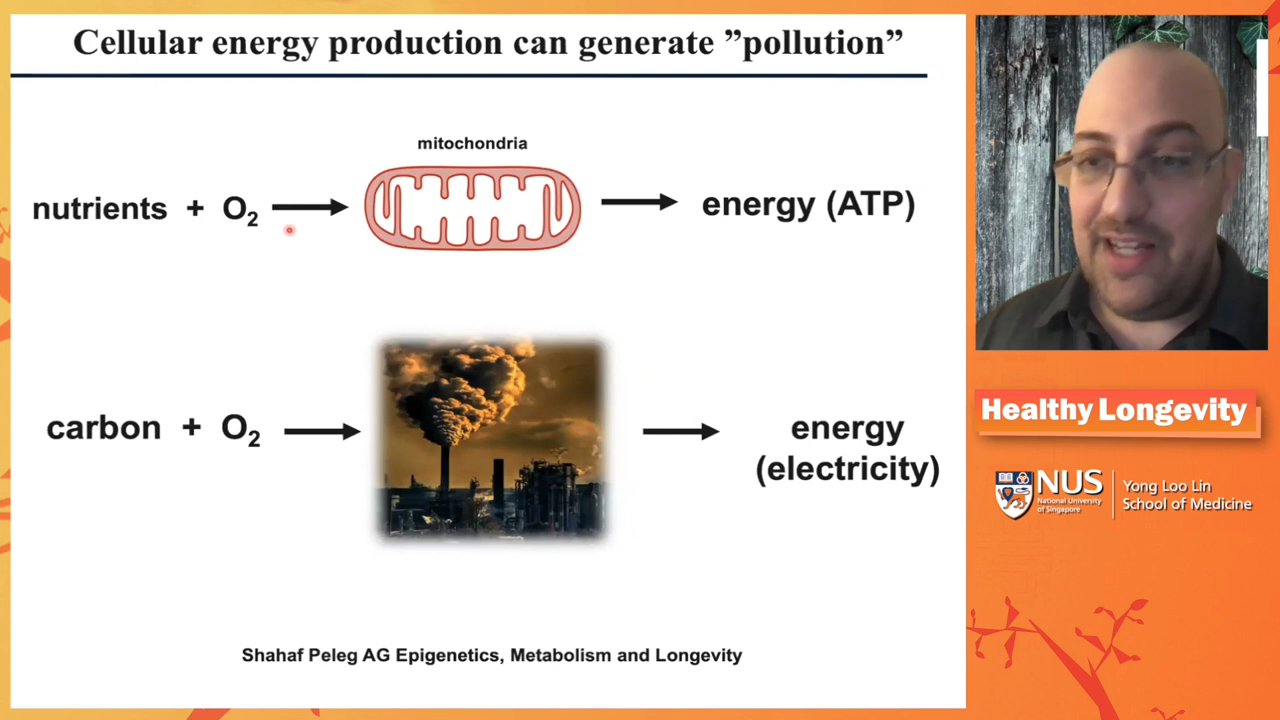 Cellular energy production can generate ”pollution”
mitochondria
nutrients + O₂
energy (ATP)
carbon + O₂
energy
(electricity)
Shahaf Peleg AG Epigenetics, Metabolism and Longevity
Healthy Longevity
NUS
National University
of Singapore
Yong Loo Lin
School of Medicine